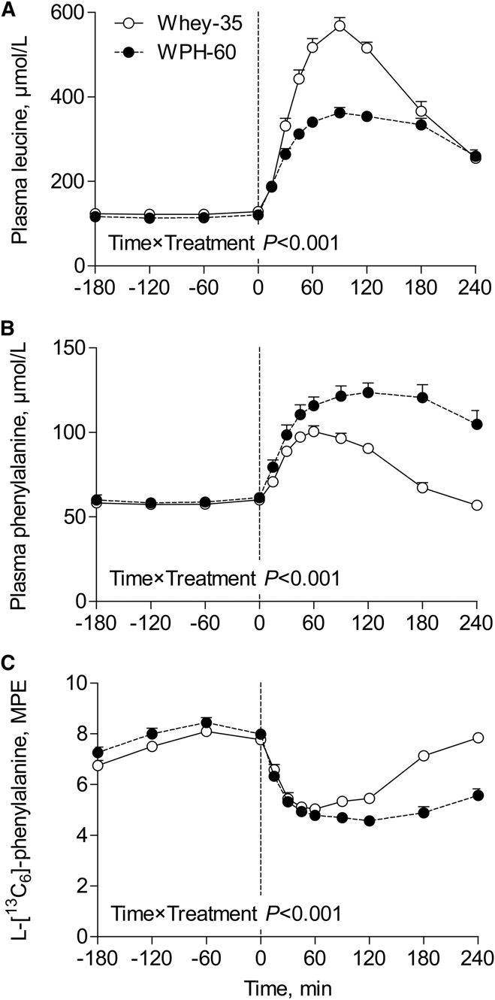 A
Plasma leucine, μmol/L
600
400
200
0
Whey-35
WPH-60
Time×Treatment P<0.001
-180 -120 -60 0 60 120 180 240
B
Plasma phenylalanine, μmol/L
150
100
50
0
Time×Treatment P<0.001
-180 -120 -60 0 60 120 180 240
C
L-[¹³C₆]-phenylalanine, MPE
10
8
6
4
2
0
Time×Treatment P<0.001
-180 -120 -60 0 60 120 180 240
Time, min